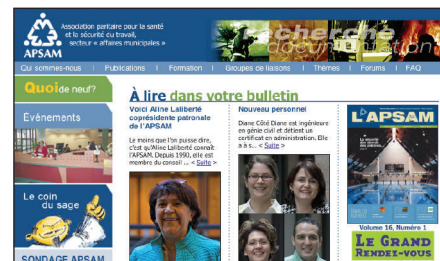 Association paritaire pour la santé
et la sécurité du travail,
secteur « affaires municipales »
APSAM
recherche
documentation
Qui sommes-nous | Publications | Formation | Groupes de liaisons | Thèmes | Forums | FAQ
Quoi de neuf?
Événements
Le coin
du sage
SONDAGE APSAM
À lire dans votre bulletin
Voici Aline Laliberté
coprésidente patronale
de l'APSAM
Le moins que l'on puisse dire,
c'est qu'Aline Laliberté connaît
l'APSAM. Depuis 1990, elle est
membre du conseil ... < Suite >
Nouveau personnel
Diane Côté Diane est ingénieure
en génie civil et détient un
certificat en administration. Elle
a à s... < Suite >
L'APSAM
Volume 16, Numéro 1
LE GRAND
RENDEZ-VOUS